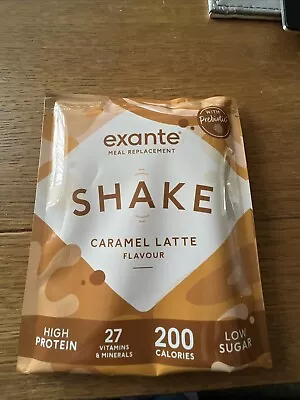 WITH
Prebiotic
exante®
MEAL REPLACEMENT
SHAKE
CARAMEL LATTE
FLAVOUR
HIGH
PROTEIN
27
VITAMINS
& MINERALS
200
CALORIES
LOW
SUGAR